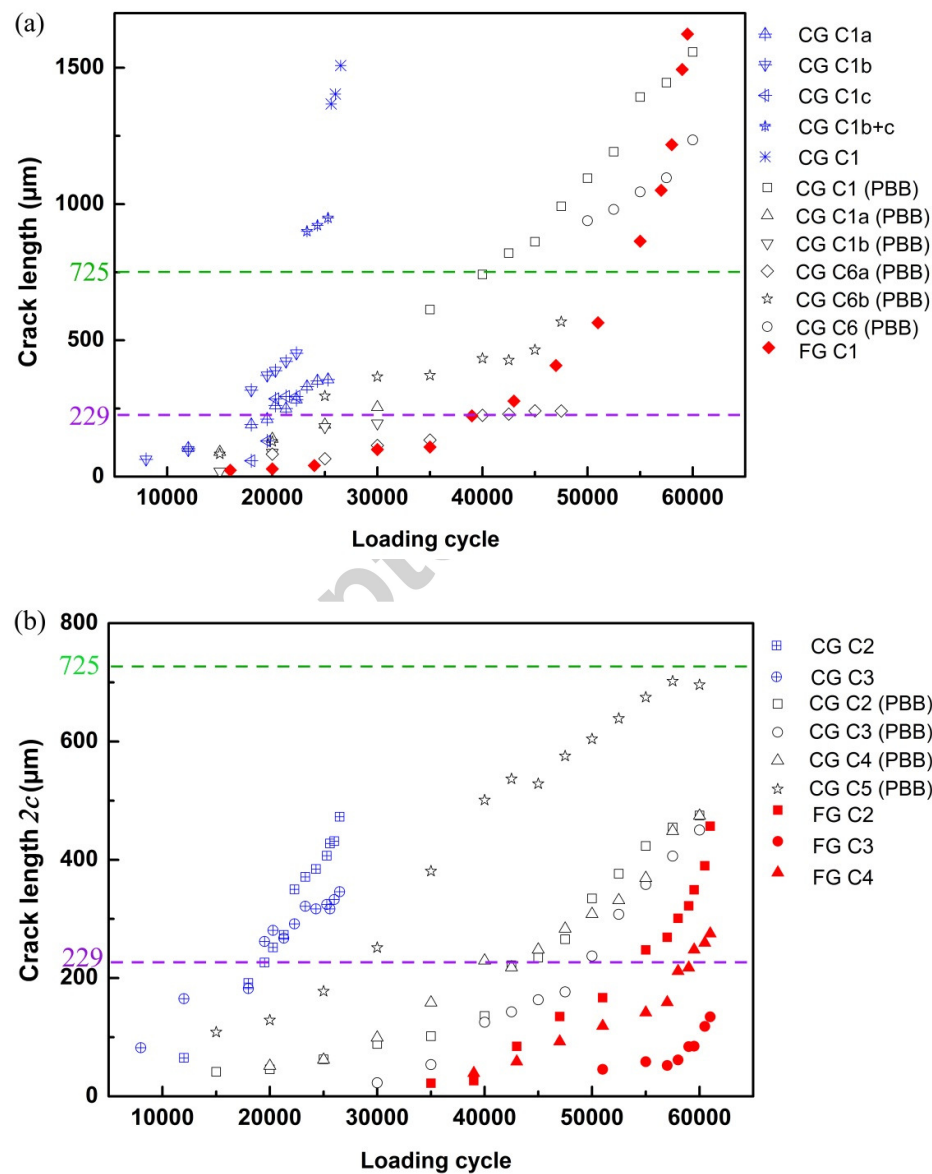 (a)
1500
1000
725
500
229
0
10000 20000 30000 40000 50000 60000
Crack length (μm)
Loading cycle
CG C1a
CG C1b
CG C1c
CG C1b+c
CG C1
CG C1 (PBB)
CG C1a (PBB)
CG C1b (PBB)
CG C6a (PBB)
CG C6b (PBB)
CG C6 (PBB)
FG C1
(b)
800
725
600
400
229
200
0
10000 20000 30000 40000 50000 60000
Crack length 2c (μm)
Loading cycle
CG C2
CG C3
CG C2 (PBB)
CG C3 (PBB)
CG C4 (PBB)
CG C5 (PBB)
FG C2
FG C3
FG C4